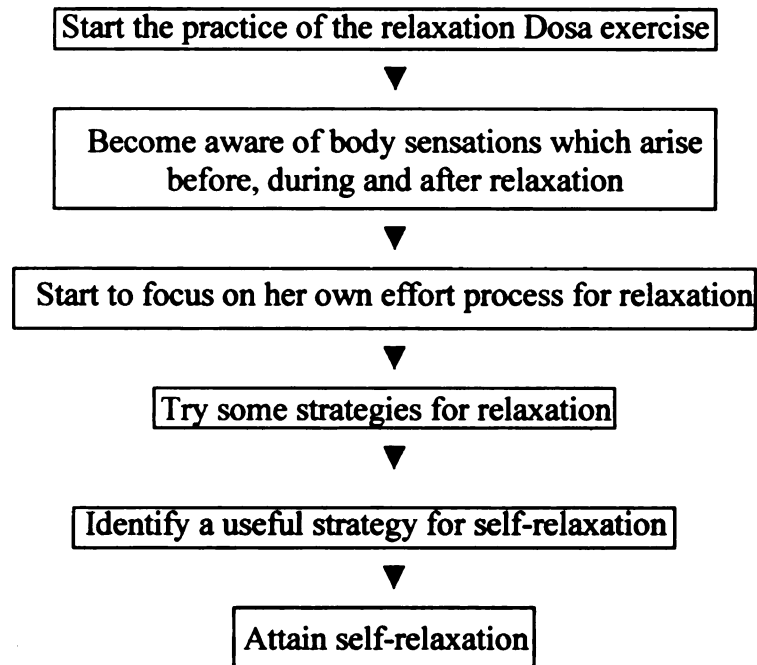 Start the practice of the relaxation Dosa exercise
Become aware of body sensations which arise
before, during and after relaxation
Start to focus on her own effort process for relaxation
Try some strategies for relaxation
Identify a useful strategy for self-relaxation
Attain self-relaxation